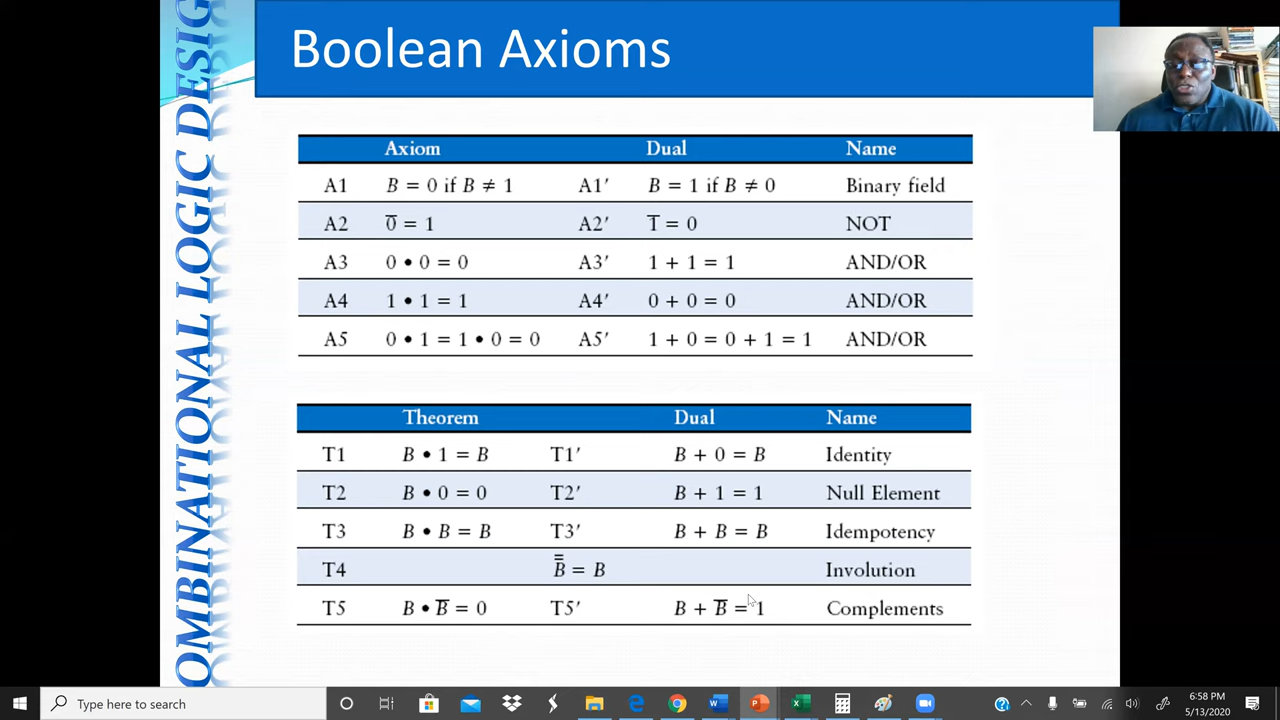 Boolean Axioms
OMBINATIONAL LOGIC DESIG
Axiom Dual Name
A1 B = 0 if B ≠ 1 A1′ B = 1 if B ≠ 0 Binary field
A2 0̅ = 1 A2′ 1̅ = 0 NOT
A3 0 • 0 = 0 A3′ 1 + 1 = 1 AND/OR
A4 1 • 1 = 1 A4′ 0 + 0 = 0 AND/OR
A5 0 • 1 = 1 • 0 = 0 A5′ 1 + 0 = 0 + 1 = 1 AND/OR
Theorem Dual Name
T1 B • 1 = B T1′ B + 0 = B Identity
T2 B • 0 = 0 T2′ B + 1 = 1 Null Element
T3 B • B = B T3′ B + B = B Idempotency
T4 B̿ = B Involution
T5 B • B̅ = 0 T5′ B + B̅ = 1 Complements
Type here to search
6:58 PM
5/13/2020